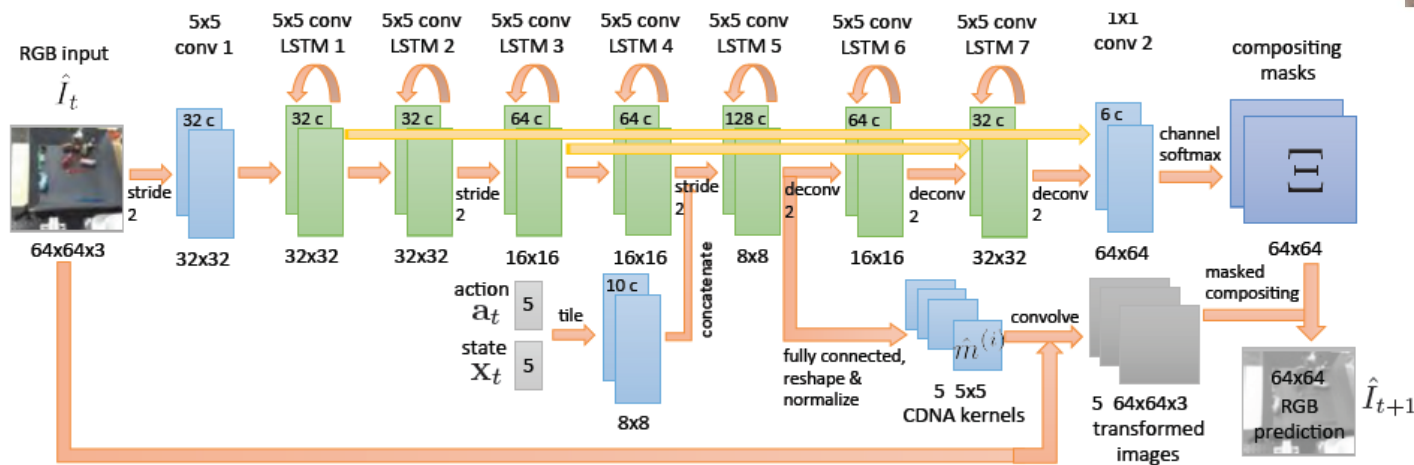 5x5
conv 1
5x5 conv
LSTM 1
5x5 conv
LSTM 2
5x5 conv
LSTM 3
5x5 conv
LSTM 4
5x5 conv
LSTM 5
5x5 conv
LSTM 6
5x5 conv
LSTM 7
1x1
conv 2
compositing
masks
RGB input
Î_t
32 c
32 c
32 c
64 c
64 c
128 c
64 c
32 c
6 c
stride
2
stride
2
stride
2
deconv
2
deconv
2
deconv
2
channel
softmax
Ξ
64x64x3
32x32
32x32
32x32
16x16
16x16
8x8
16x16
32x32
64x64
64x64
action
a_t
5
state
x_t
5
tile
10 c
8x8
concatenate
fully connected,
reshape &
normalize
m̂^(i)
5 5x5
CDNA kernels
convolve
5 64x64x3
transformed
images
masked
compositing
64x64
RGB
prediction
Î_{t+1}